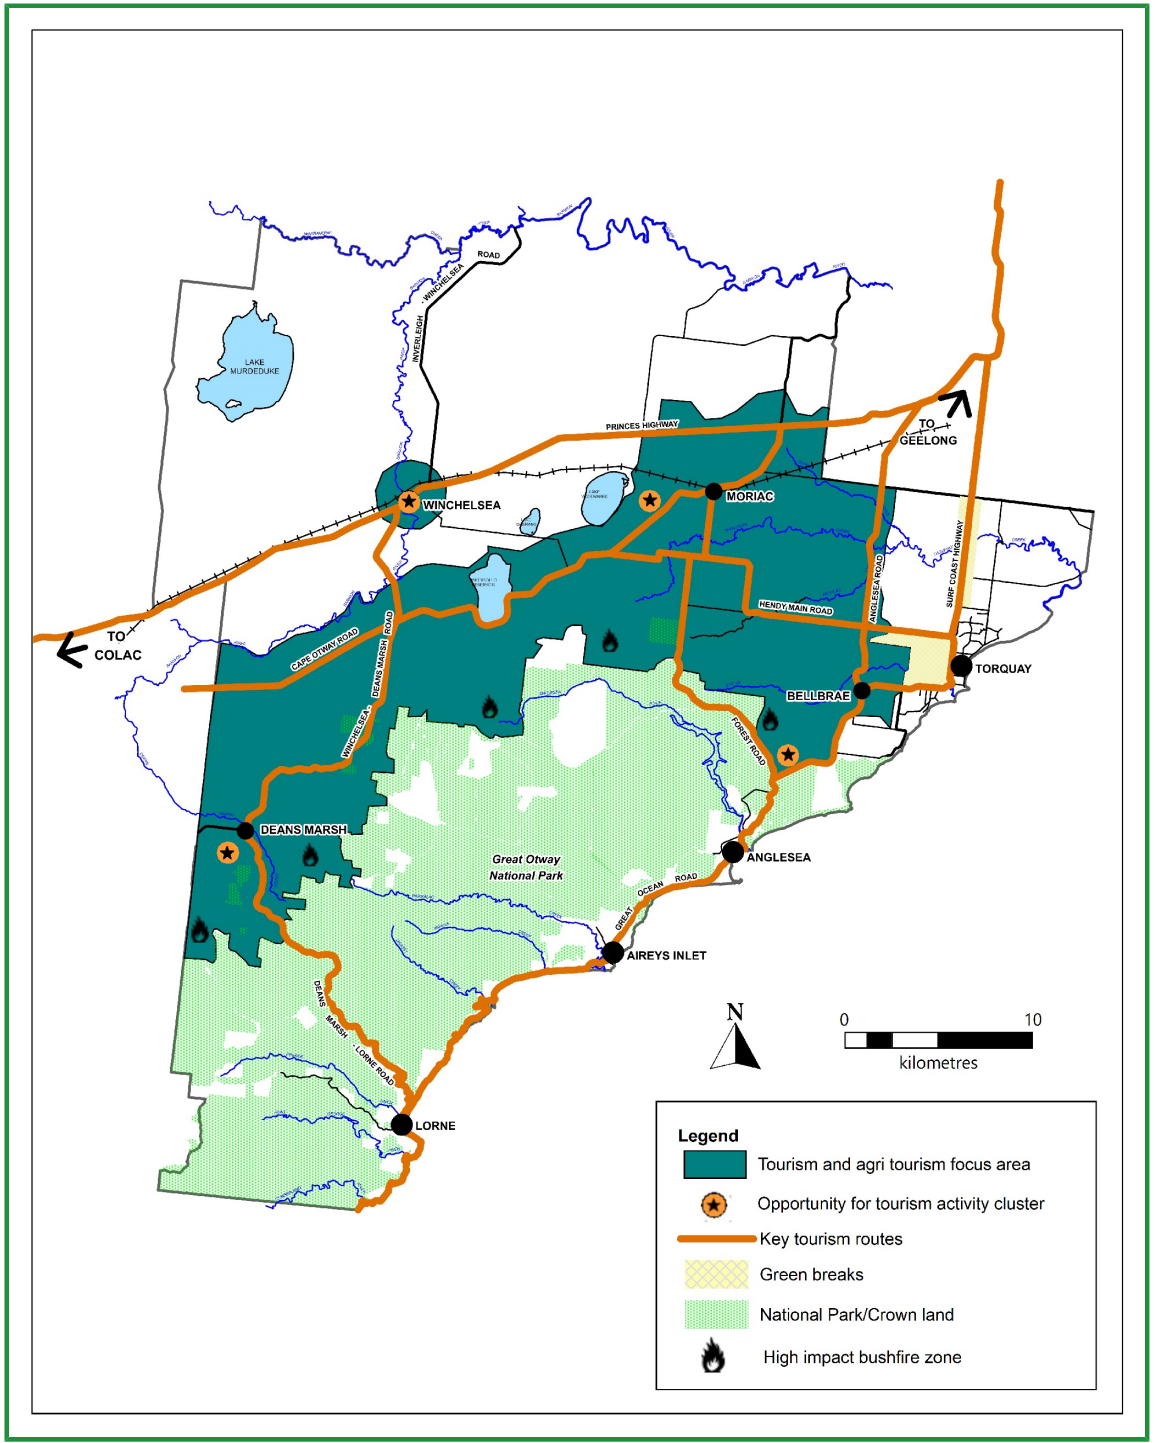 ROAD
INVERLEIGH - WINCHELSEA
LAKE
MURDEDUKE
PRINCES HIGHWAY
TO
GEELONG
WINCHELSEA
MORIAC
SURF COAST HIGHWAY
ANGLESEA ROAD
HENDY MAIN ROAD
TO
COLAC
CAPE OTWAY ROAD
WINCHELSEA - DEANS MARSH ROAD
TORQUAY
BELLBRAE
FOREST ROAD
DEANS MARSH
Great Otway
National Park
ANGLESEA
GREAT OCEAN ROAD
AIREYS INLET
DEANS MARSH - LORNE ROAD
LORNE
N
0 10
kilometres
Legend
Tourism and agri tourism focus area
Opportunity for tourism activity cluster
Key tourism routes
Green breaks
National Park/Crown land
High impact bushfire zone